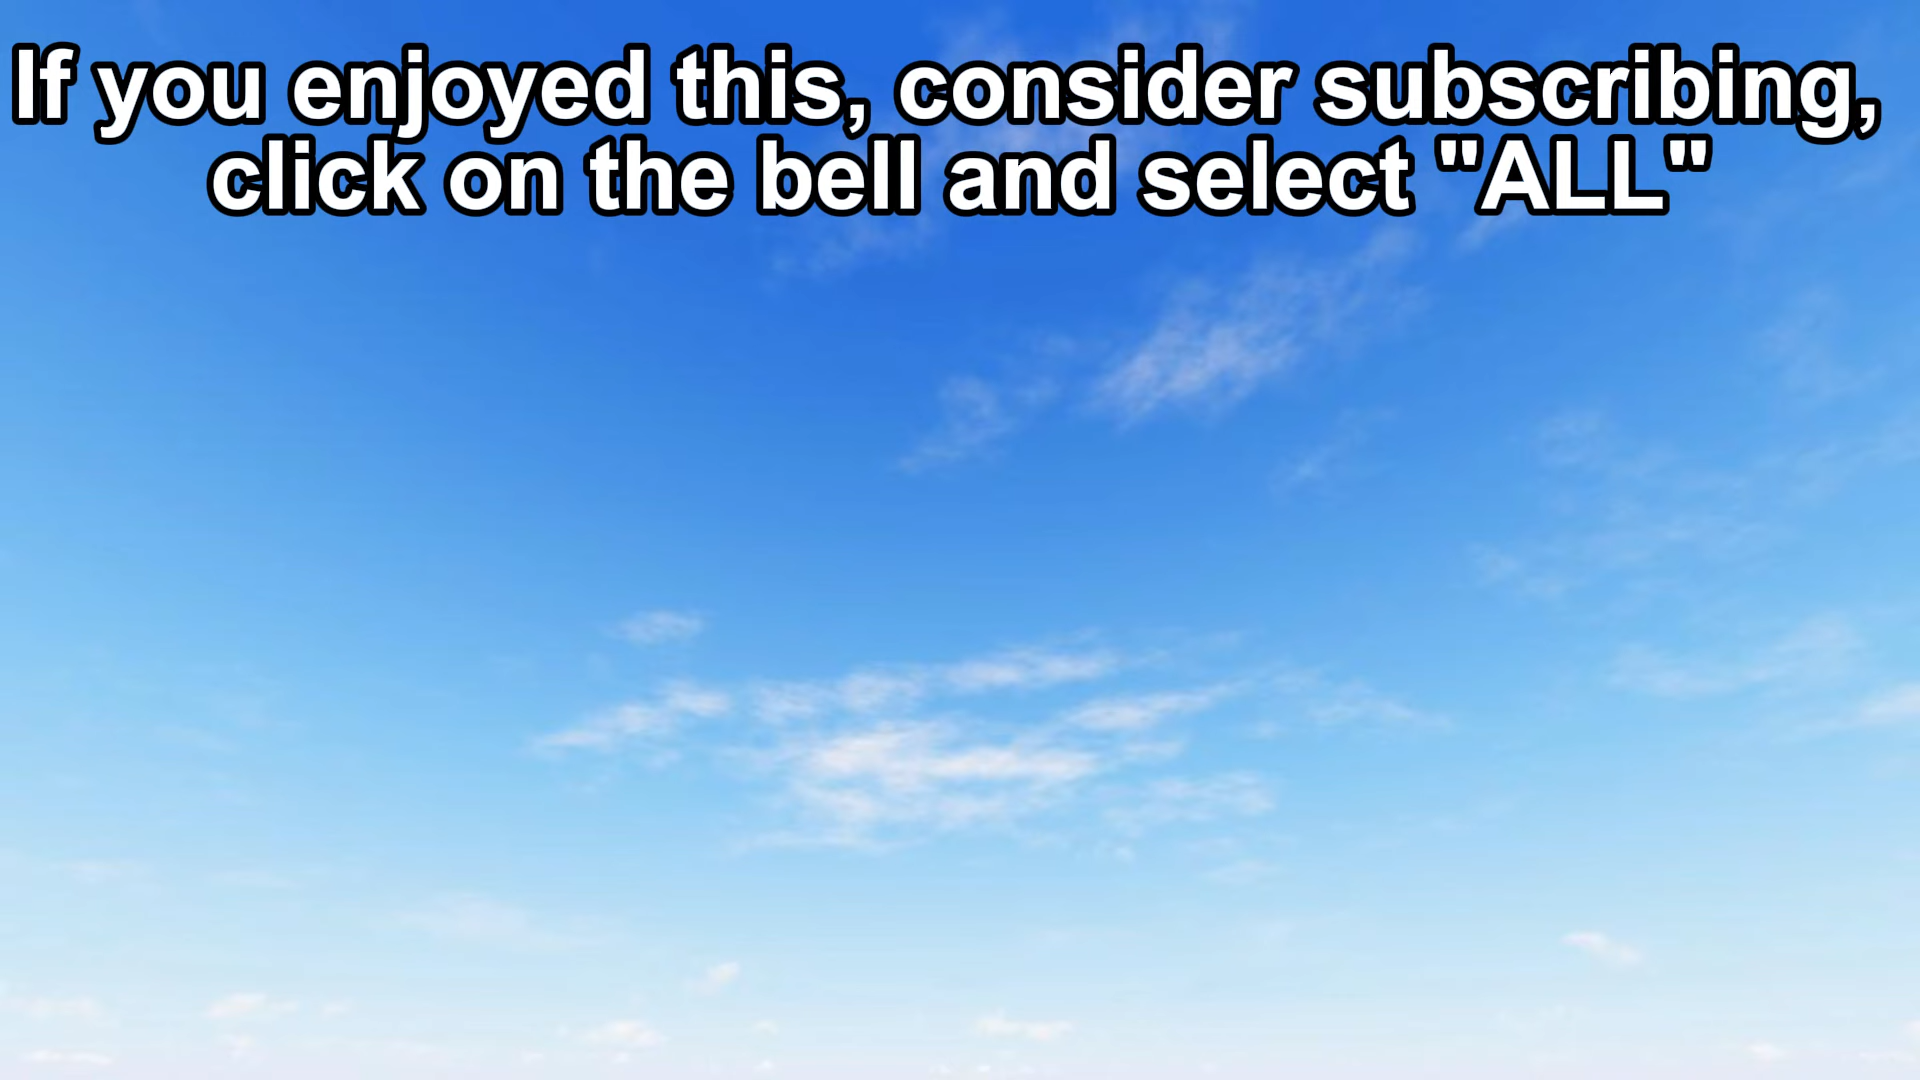 If you enjoyed this, consider subscribing,
click on the bell and select "ALL"